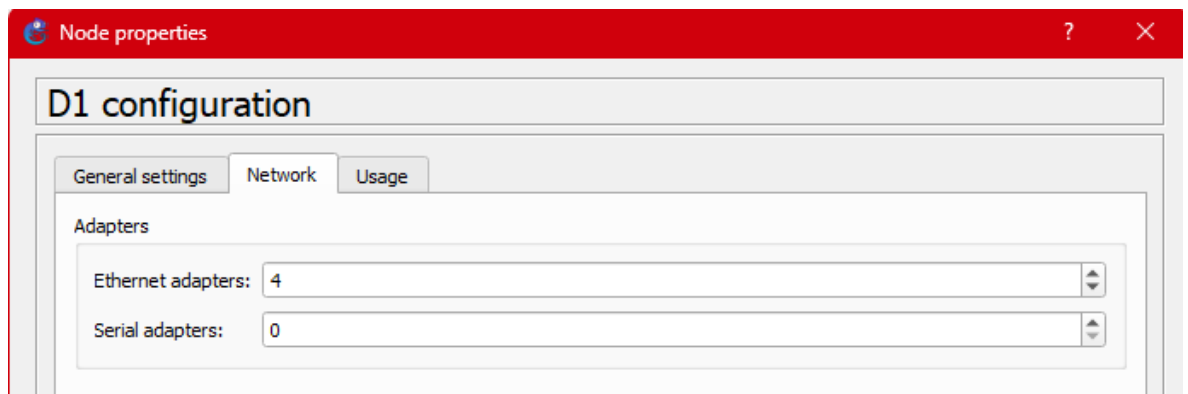 Node properties
D1 configuration
General settings Network Usage
Adapters
Ethernet adapters: 4
Serial adapters: 0